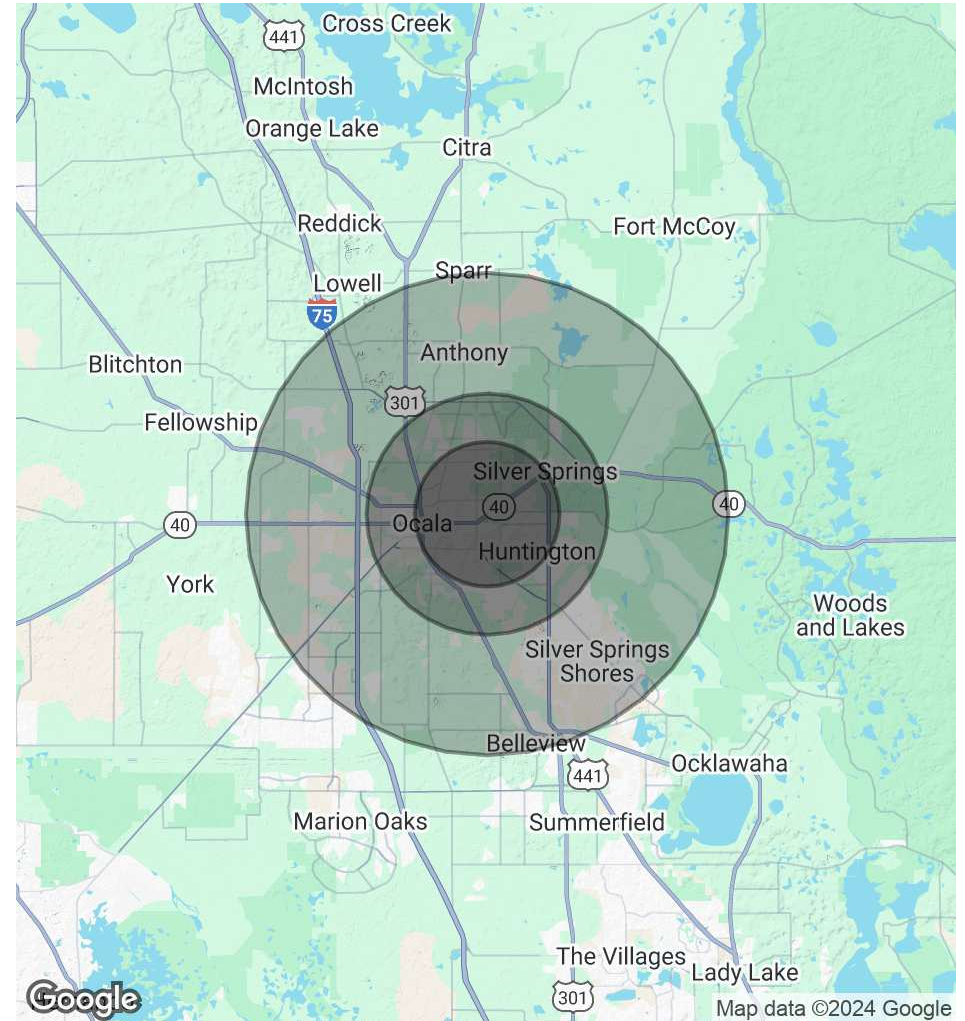 Cross Creek
441
McIntosh
Orange Lake
Citra
Reddick
Fort McCoy
Sparr
Lowell
75
Anthony
Blitchton
301
Fellowship
Silver Springs
40
40
40
Ocala
Huntington
York
Woods
and Lakes
Silver Springs
Shores
Belleview
441
Ocklawaha
Marion Oaks
Summerfield
The Villages
Lady Lake
301
Google
Map data ©2024 Google